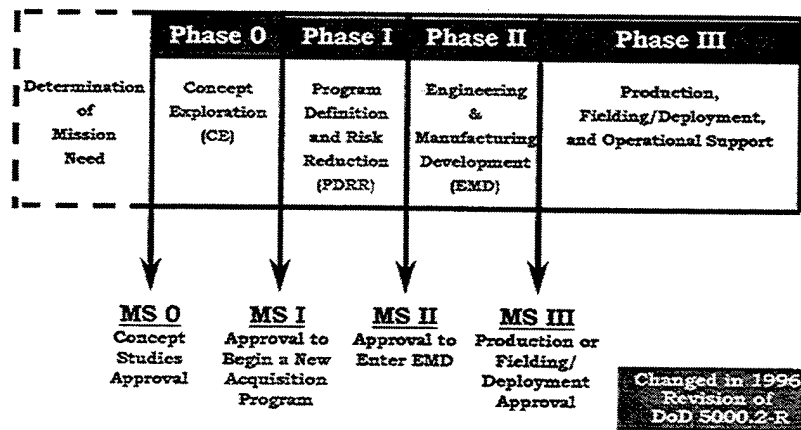 Phase 0
Phase I
Phase II
Phase III
Determination
of
Mission
Need
Concept
Exploration
(CE)
Program
Definition
and Risk
Reduction
(PDRR)
Engineering
&
Manufacturing
Development
(EMD)
Production,
Fielding/Deployment,
and Operational Support
MS 0
Concept
Studies
Approval
MS I
Approval to
Begin a New
Acquisition
Program
MS II
Approval to
Enter EMD
MS III
Production or
Fielding/
Deployment
Approval
Changed in 1996
Revision of
DoD 5000.2-R